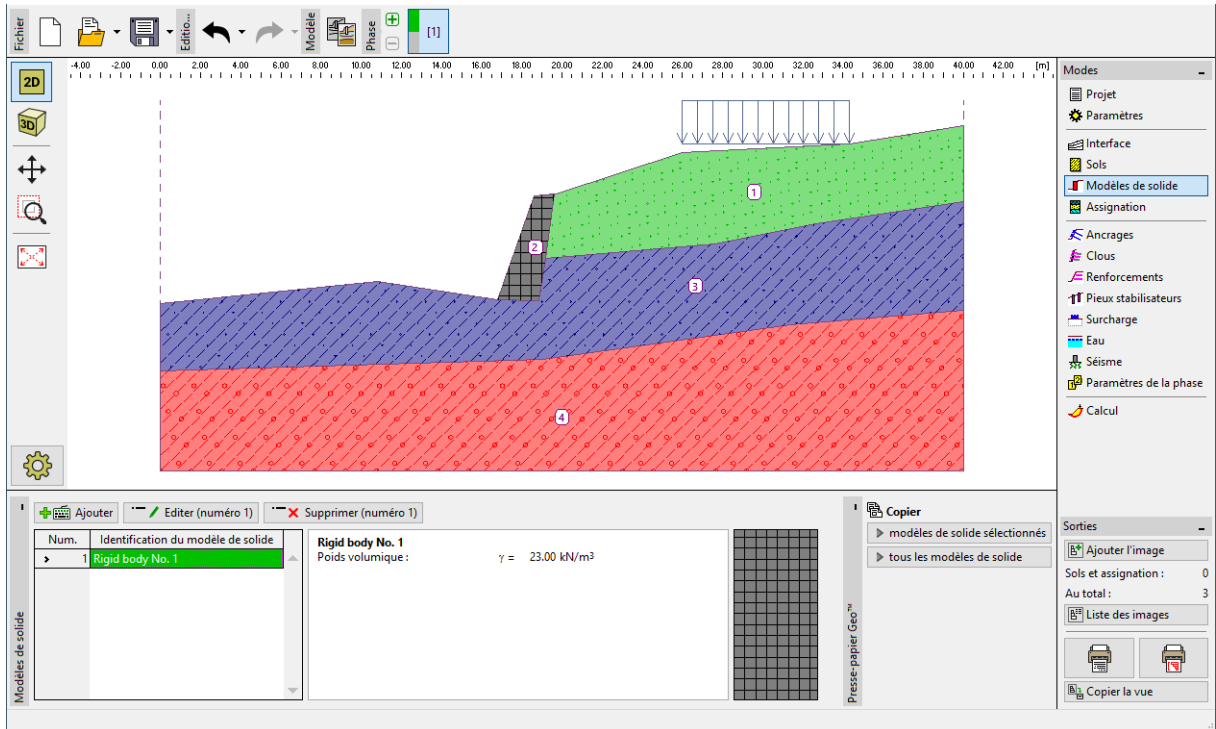 Fichier
Editio...
Modèle
Phase
[1]
2D
3D
-4.00 -2.00 0.00 2.00 4.00 6.00 8.00 10.00 12.00 14.00 16.00 18.00 20.00 22.00 24.00 26.00 28.00 30.00 32.00 34.00 36.00 38.00 40.00 42.00 [m]
1
2
3
4
Modes
Projet
Paramètres
Interface
Sols
Modèles de solide
Assignation
Ancrages
Clous
Renforcements
Pieux stabilisateurs
Surcharge
Eau
Séisme
Paramètres de la phase
Calcul
Modèles de solide
Ajouter
Editer (numéro 1)
Supprimer (numéro 1)
Num. Identification du modèle de solide
1 Rigid body No. 1
Rigid body No. 1
Poids volumique : γ = 23.00 kN/m³
Presse-papier Geo™
Copier
modèles de solide sélectionnés
tous les modèles de solide
Sorties
Ajouter l'image
Sols et assignation : 0
Au total : 3
Liste des images
Copier la vue